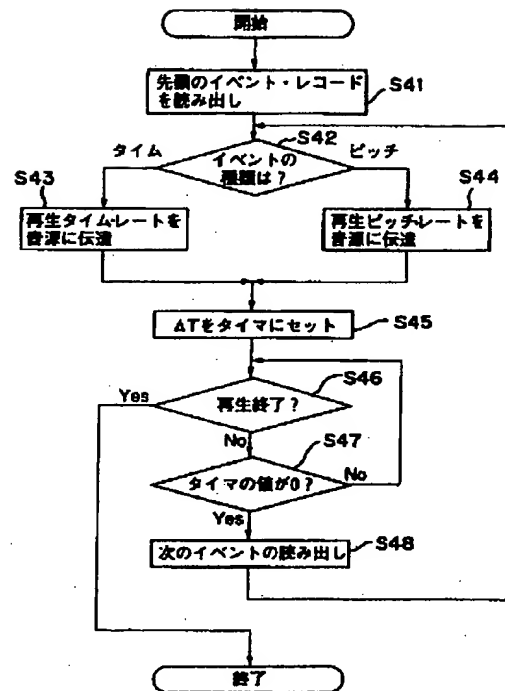 開始
先頭のイベント・レコード
を読み出し
S41
S42
タイム
ピッチ
イベントの
種類は？
S43
S44
再生タイム・レートを
音源に伝達
再生ピッチ・レートを
音源に伝達
ΔTをタイマにセット
S45
S46
Yes
再生終了？
No
S47
タイマの値が0？
No
Yes
次のイベントの読み出し
S48
終了